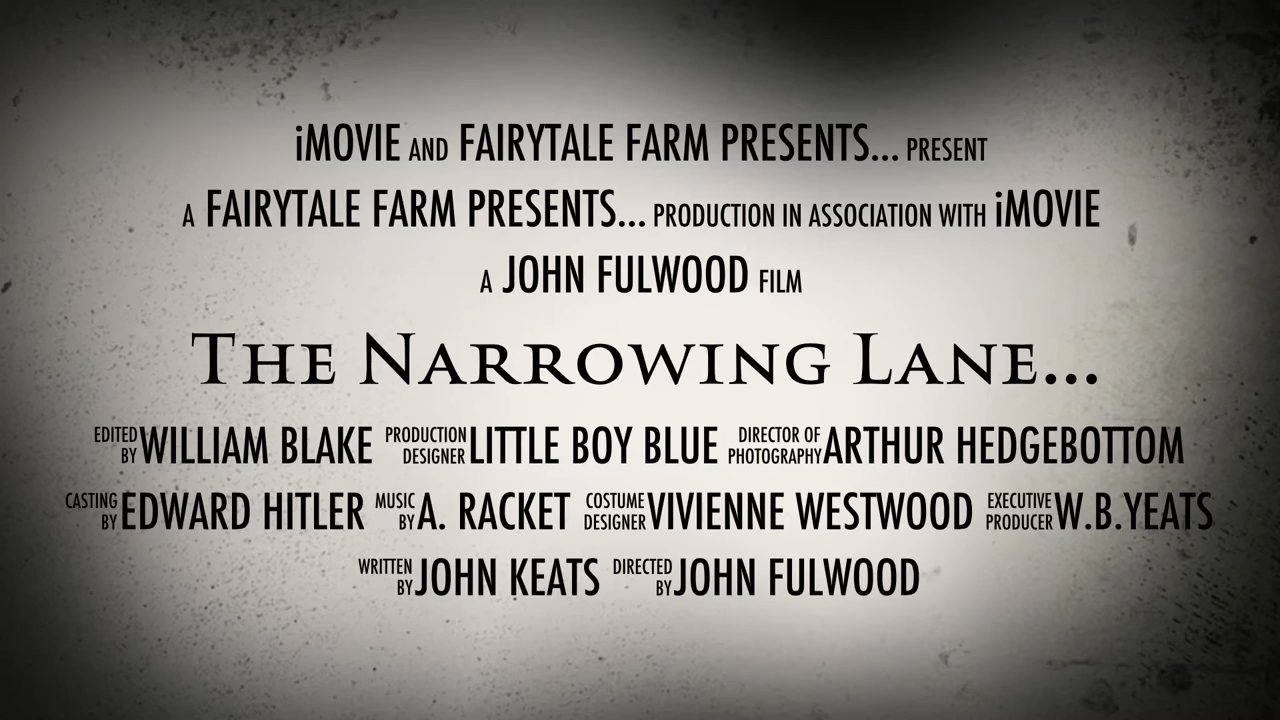 iMOVIE AND FAIRYTALE FARM PRESENTS... PRESENT
A FAIRYTALE FARM PRESENTS... PRODUCTION IN ASSOCIATION WITH iMOVIE
A JOHN FULWOOD FILM
THE NARROWING LANE...
EDITED BY WILLIAM BLAKE PRODUCTION DESIGNER LITTLE BOY BLUE DIRECTOR OF PHOTOGRAPHY ARTHUR HEDGEBOTTOM
CASTING BY EDWARD HITLER MUSIC BY A. RACKET COSTUME DESIGNER VIVIENNE WESTWOOD EXECUTIVE PRODUCER W.B.YEATS
WRITTEN BY JOHN KEATS DIRECTED BY JOHN FULWOOD